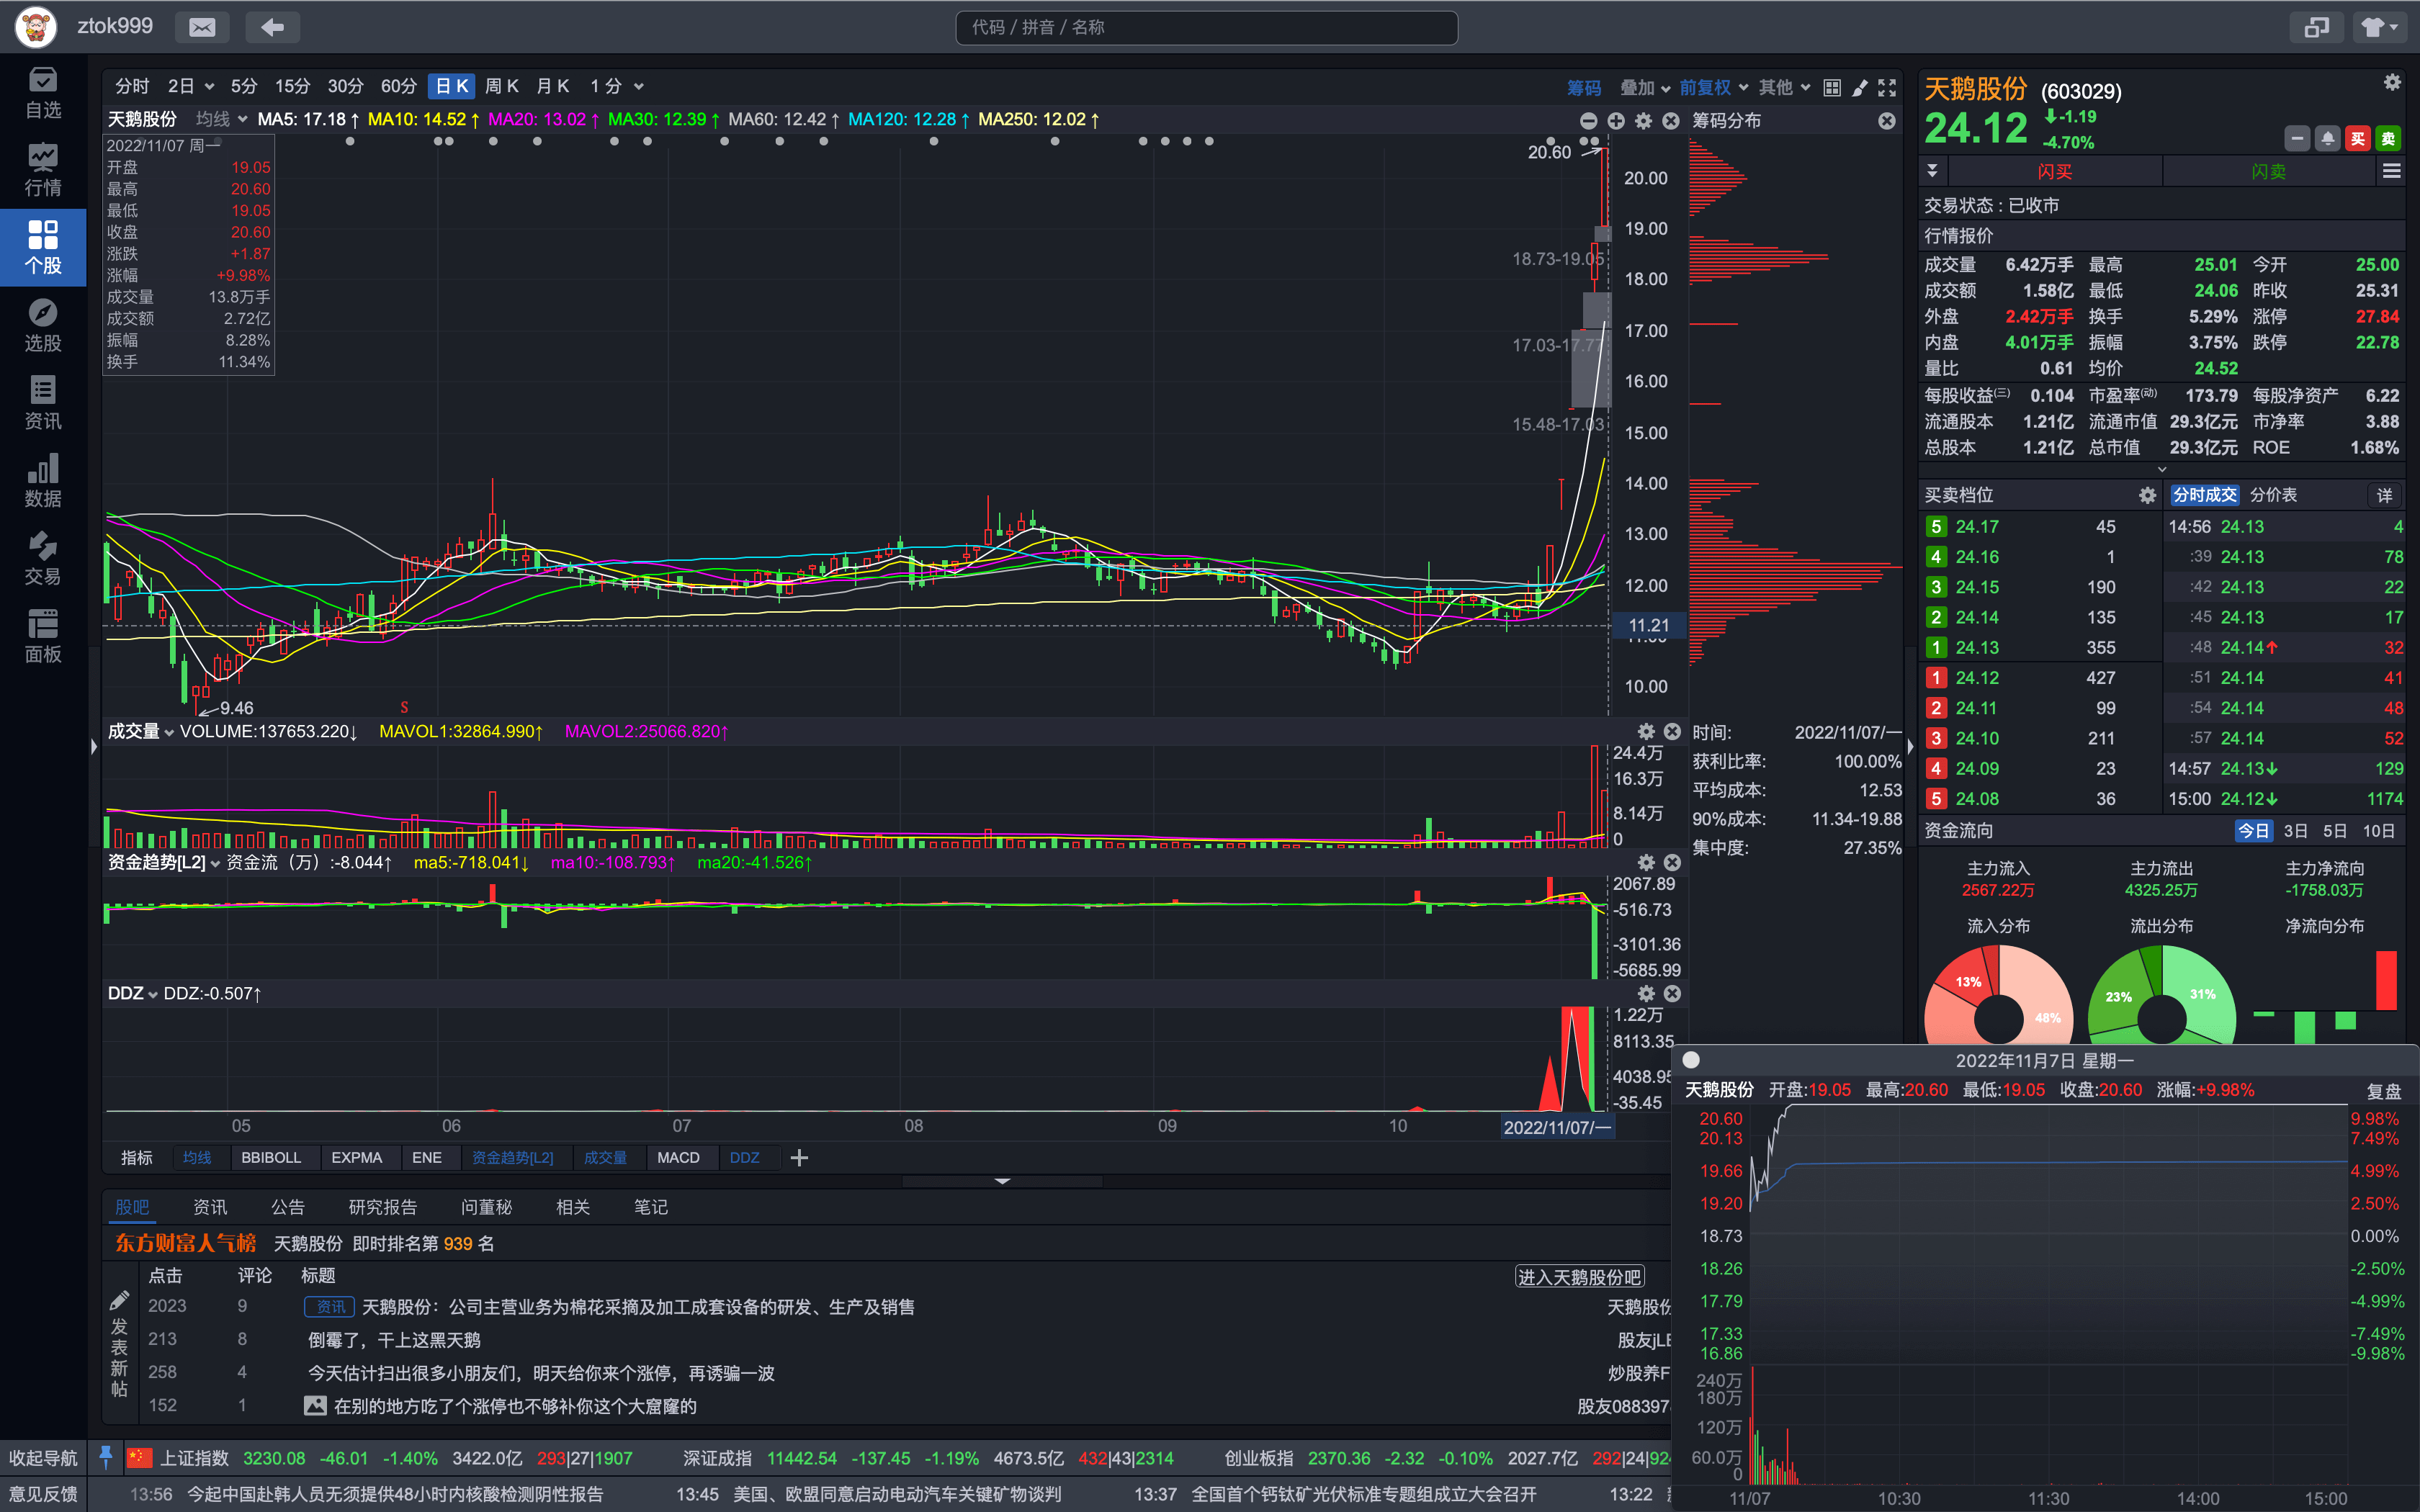 ztok999
代码 / 拼音 / 名称
自选
行情
个股
选股
资讯
数据
交易
面板
分时 2日 5分 15分 30分 60分 日K 周K 月K 1分
筹码 叠加 前复权 其他
天鹅股份 均线 MA5: 17.18↑ MA10: 14.52↑ MA20: 13.02↑ MA30: 12.39↑ MA60: 12.42↑ MA120: 12.28↑ MA250: 12.02↑
筹码分布
2022/11/07 周一
开盘 19.05
最高 20.60
最低 19.05
收盘 20.60
涨跌 +1.87
涨幅 +9.98%
成交量 13.8万手
成交额 2.72亿
振幅 8.28%
换手 11.34%
20.60
18.73-19.05
17.03-17.77
15.48-17.03
9.46
S
20.00
19.00
18.00
17.00
16.00
15.00
14.00
13.00
12.00
11.21
11.00
10.00
成交量 VOLUME:137653.220↓ MAVOL1:32864.990↑ MAVOL2:25066.820↑
24.4万
16.3万
8.14万
0
资金趋势[L2] 资金流（万）:-8.044↑ ma5:-718.041↓ ma10:-108.793↑ ma20:-41.526↑
2067.89
-516.73
-3101.36
-5685.99
DDZ DDZ:-0.507↑
1.22万
8113.35
4038.95
-35.45
05 06 07 08 09 10 2022/11/07/一
时间: 2022/11/07/一
获利比率: 100.00%
平均成本: 12.53
90%成本: 11.34-19.88
集中度: 27.35%
指标 均线 BBIBOLL EXPMA ENE 资金趋势[L2] 成交量 MACD DDZ
股吧 资讯 公告 研究报告 问董秘 相关 笔记
东方财富人气榜 天鹅股份 即时排名第 939 名
发表新帖
点击 评论 标题
进入天鹅股份吧
2023 9 资讯 天鹅股份：公司主营业务为棉花采摘及加工成套设备的研发、生产及销售 天鹅股份
213 8 倒霉了，干上这黑天鹅 股友jLE
258 4 今天估计扫出很多小朋友们，明天给你来个涨停，再诱骗一波 炒股养F
152 1 在别的地方吃了个涨停也不够补你这个大窟窿的 股友088397
天鹅股份 (603029)
24.12 -1.19
-4.70%
买 卖
闪买 闪卖
交易状态：已收市
行情报价
成交量 6.42万手 最高 25.01 今开 25.00
成交额 1.58亿 最低 24.06 昨收 25.31
外盘 2.42万手 换手 5.29% 涨停 27.84
内盘 4.01万手 振幅 3.75% 跌停 22.78
量比 0.61 均价 24.52
每股收益(三) 0.104 市盈率(动) 173.79 每股净资产 6.22
流通股本 1.21亿 流通市值 29.3亿元 市净率 3.88
总股本 1.21亿 总市值 29.3亿元 ROE 1.68%
买卖档位 分时成交 分价表 详
5 24.17 45 14:56 24.13 4
4 24.16 1 :39 24.13 78
3 24.15 190 :42 24.13 22
2 24.14 135 :45 24.13 17
1 24.13 355 :48 24.14↑ 32
1 24.12 427 :51 24.14 41
2 24.11 99 :54 24.14 48
3 24.10 211 :57 24.14 52
4 24.09 23 14:57 24.13↓ 129
5 24.08 36 15:00 24.12↓ 1174
资金流向 今日 3日 5日 10日
主力流入 主力流出 主力净流向
2567.22万 4325.25万 -1758.03万
流入分布 流出分布 净流向分布
13% 48% 23% 31%
2022年11月7日 星期一
天鹅股份 开盘:19.05 最高:20.60 最低:19.05 收盘:20.60 涨幅:+9.98% 复盘
20.60 9.98%
20.13 7.49%
19.66 4.99%
19.20 2.50%
18.73 0.00%
18.26 -2.50%
17.79 -4.99%
17.33 -7.49%
16.86 -9.98%
240万
180万
120万
60.0万
0
11/07 10:30 11:30 14:00 15:00
收起导航 上证指数 3230.08 -46.01 -1.40% 3422.0亿 293|27|1907 深证成指 11442.54 -137.45 -1.19% 4673.5亿 432|43|2314 创业板指 2370.36 -2.32 -0.10% 2027.7亿 292|24|924
意见反馈 13:56 今起中国赴韩人员无须提供48小时内核酸检测阴性报告 13:45 美国、欧盟同意启动电动汽车关键矿物谈判 13:37 全国首个钙钛矿光伏标准专题组成立大会召开 13:22